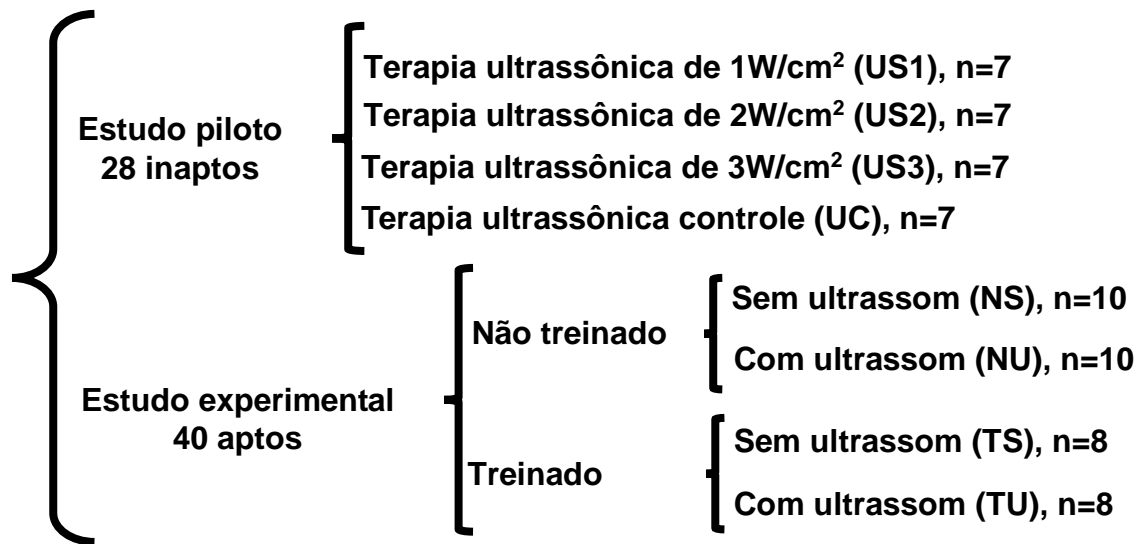 Estudo piloto
28 inaptos
Terapia ultrassônica de 1W/cm² (US1), n=7
Terapia ultrassônica de 2W/cm² (US2), n=7
Terapia ultrassônica de 3W/cm² (US3), n=7
Terapia ultrassônica controle (UC), n=7
Estudo experimental
40 aptos
Não treinado
Sem ultrassom (NS), n=10
Com ultrassom (NU), n=10
Treinado
Sem ultrassom (TS), n=8
Com ultrassom (TU), n=8